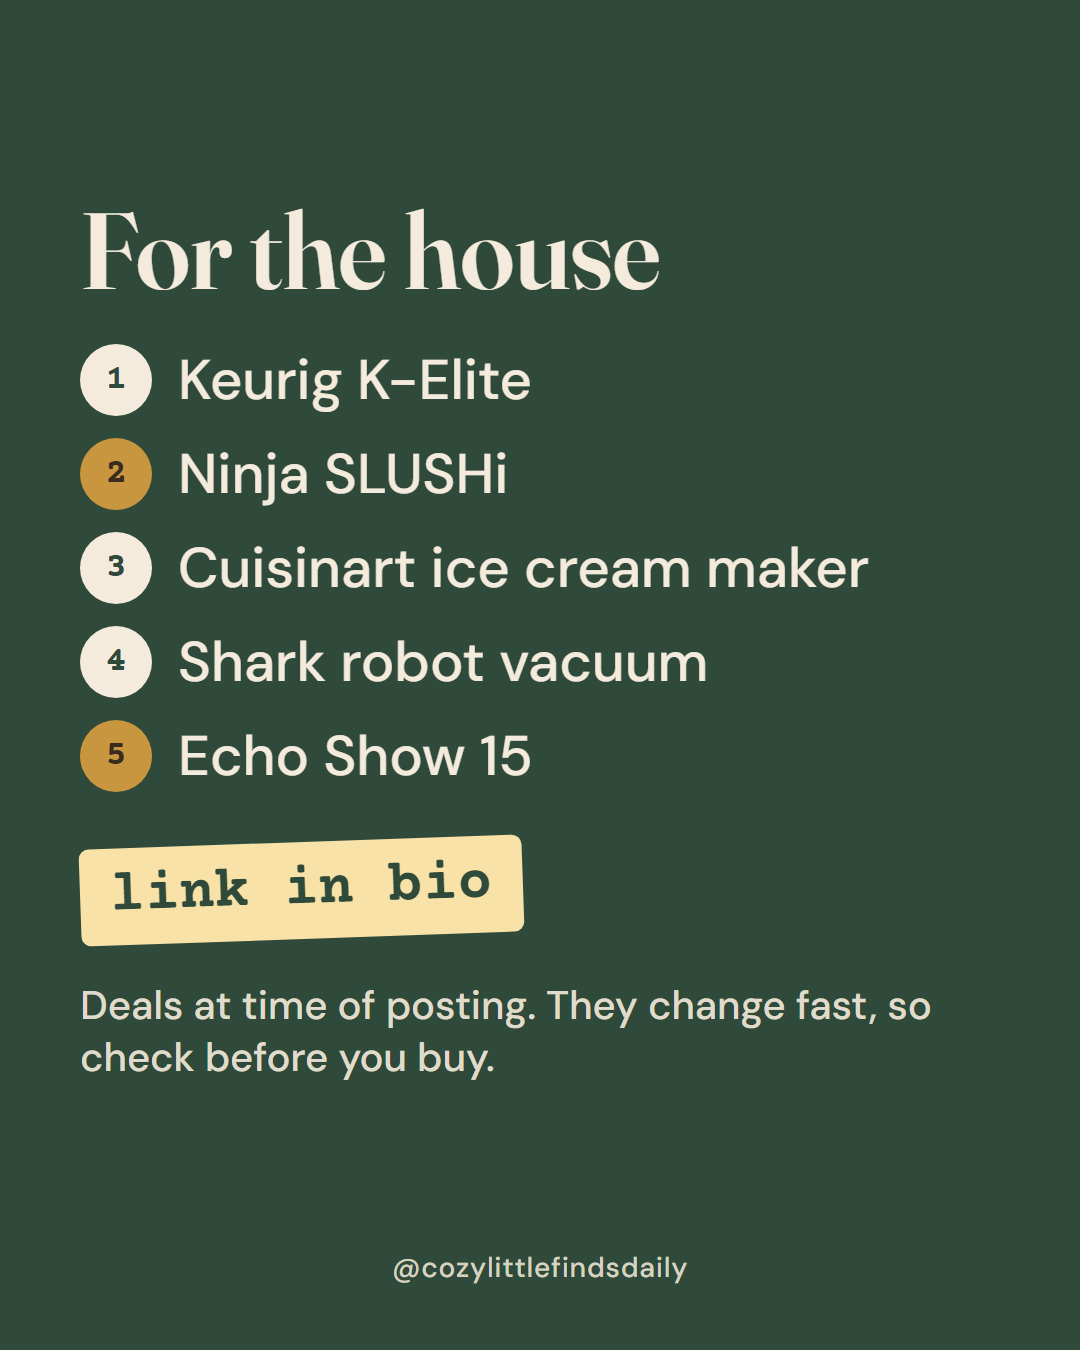 For the house
1 Keurig K-Elite
2 Ninja SLUSHi
3 Cuisinart ice cream maker
4 Shark robot vacuum
5 Echo Show 15
link in bio
Deals at time of posting. They change fast, so
check before you buy.
@cozylittlefindsdaily